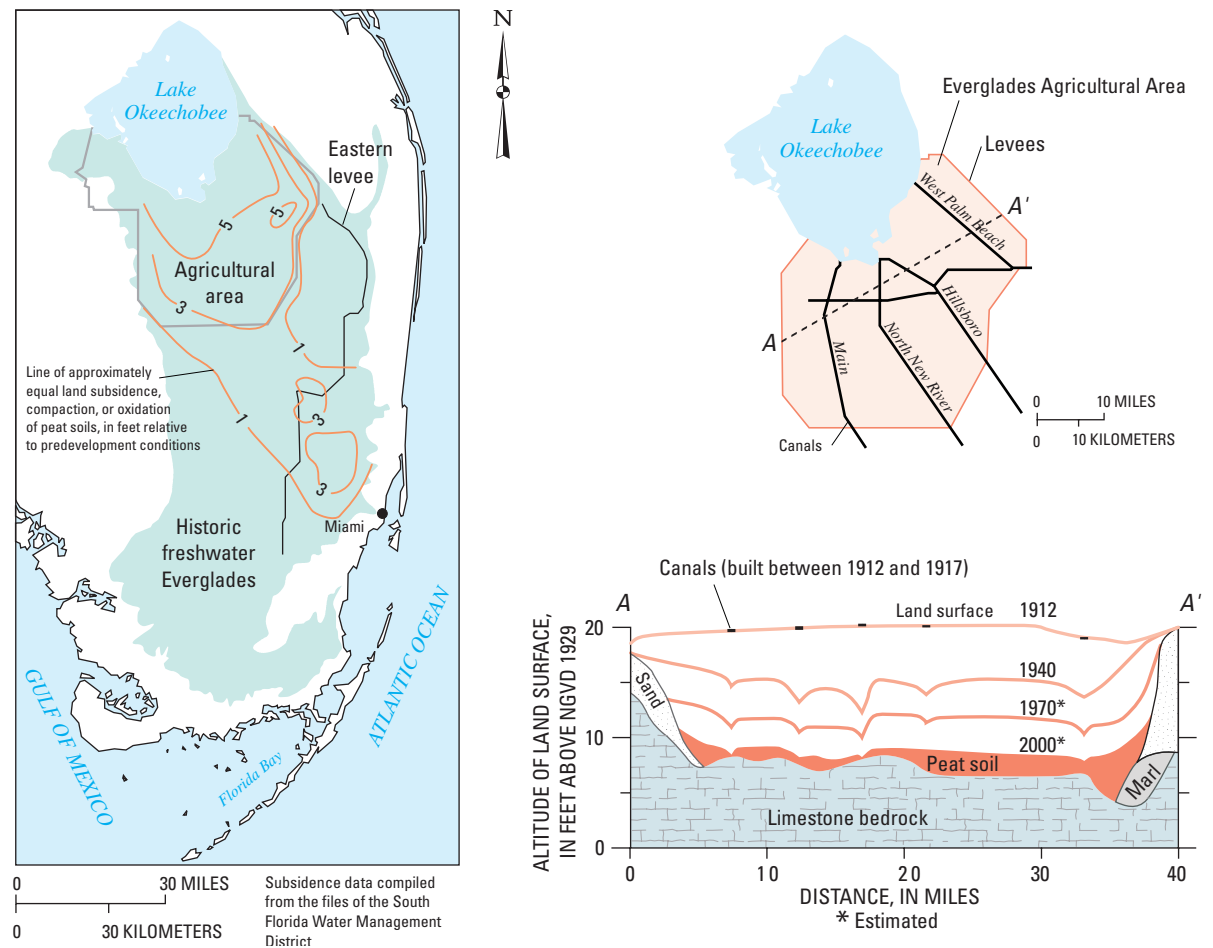 N
Lake
Okeechobee
Eastern
levee
5
5
Agricultural
area
3
1
Line of approximately
equal land subsidence,
compaction, or oxidation
of peat soils, in feet relative
to predevelopment conditions
1
3
3
Miami
Historic
freshwater
Everglades
GULF OF MEXICO
ATLANTIC OCEAN
Florida Bay
0 30 MILES
0 30 KILOMETERS
Subsidence data compiled
from the files of the South
Florida Water Management
District
Everglades Agricultural Area
Levees
Lake
Okeechobee
West Palm Beach
A'
Hillsboro
A
Main
North New River
Canals
0 10 MILES
0 10 KILOMETERS
Canals (built between 1912 and 1917)
A
A'
Land surface 1912
1940
1970*
2000*
Sand
Peat soil
Marl
Limestone bedrock
ALTITUDE OF LAND SURFACE,
IN FEET ABOVE NGVD 1929
20
10
0
0 10 20 30 40
DISTANCE, IN MILES
* Estimated